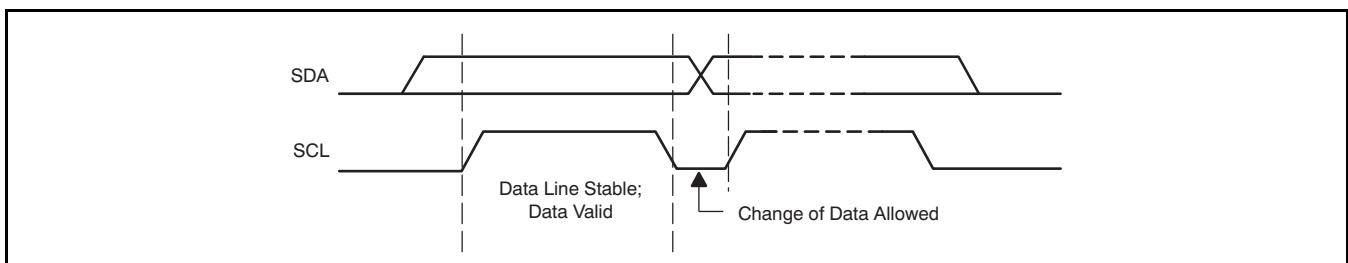 SDA
SCL
Data Line Stable;
Data Valid
Change of Data Allowed